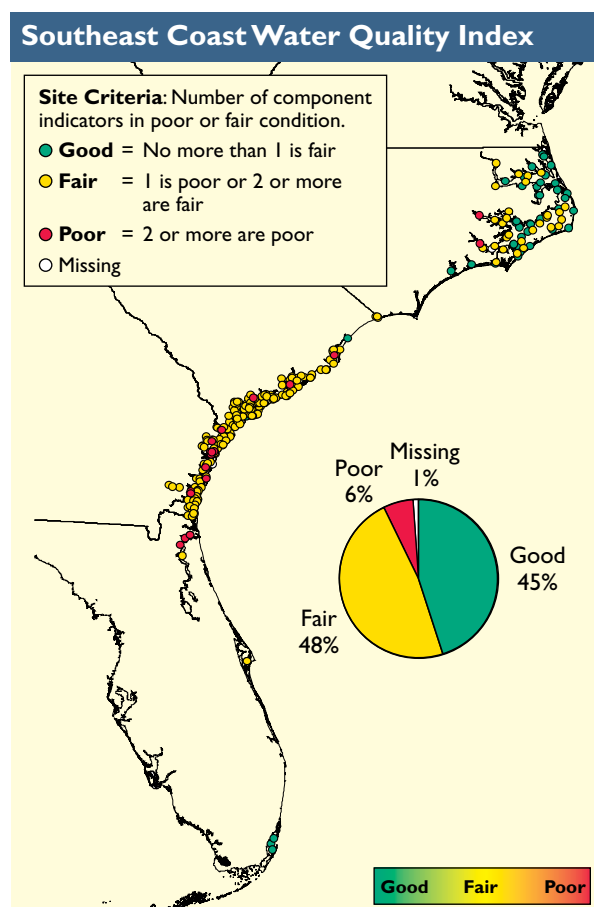 Southeast Coast Water Quality Index
Site Criteria: Number of component
indicators in poor or fair condition.
Good = No more than 1 is fair
Fair = 1 is poor or 2 or more
are fair
Poor = 2 or more are poor
Missing
Missing
1%
Poor
6%
Good
45%
Fair
48%
Good Fair Poor